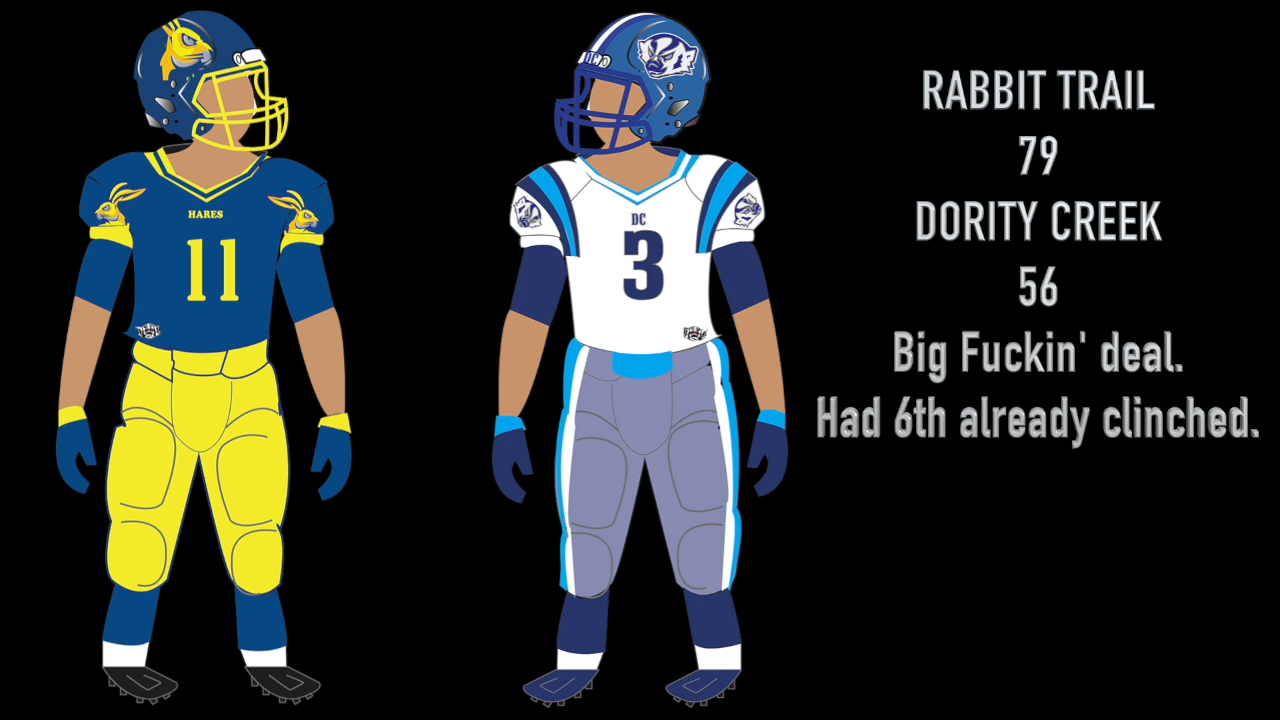 RABBIT TRAIL
79
DORITY CREEK
56
Big Fuckin' deal.
Had 6th already clinched.
HARES
11
DC
3